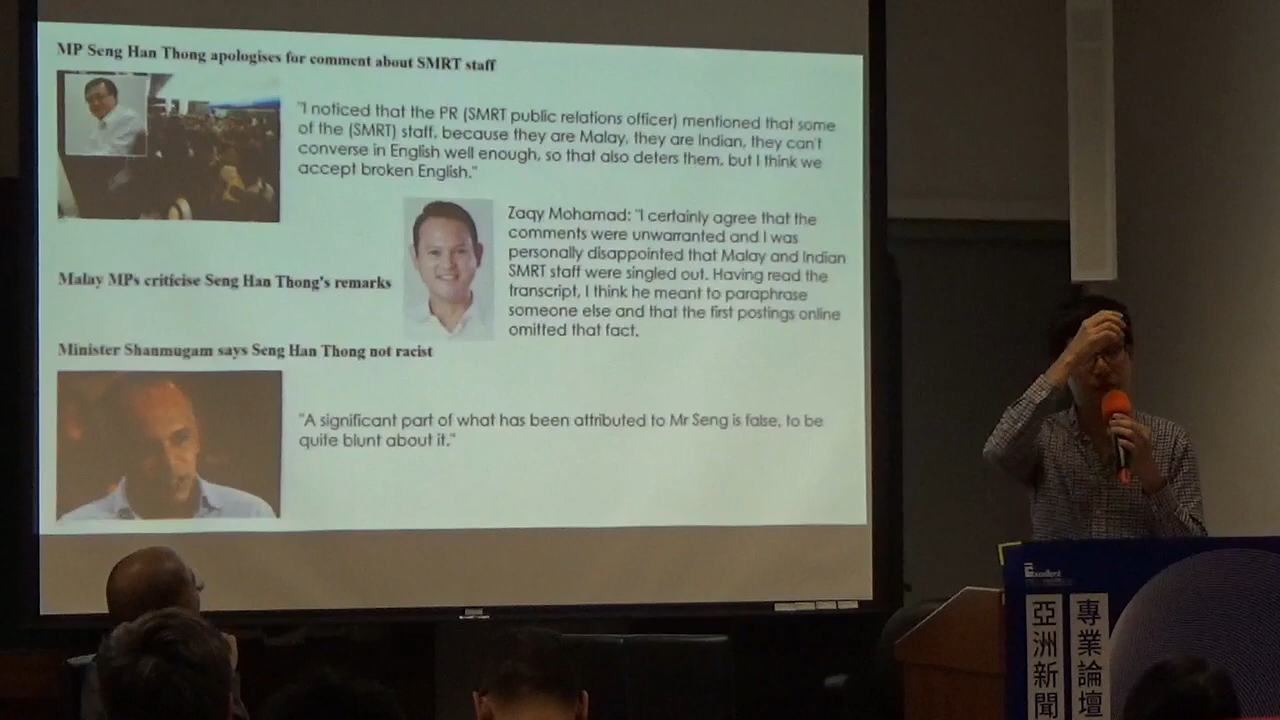 MP Seng Han Thong apologises for comment about SMRT staff
"I noticed that the PR (SMRT public relations officer) mentioned that some
of the (SMRT) staff, because they are Malay, they are Indian, they can't
converse in English well enough, so that also deters them, but I think we
accept broken English."
Zaqy Mohamad: "I certainly agree that the
comments were unwarranted and I was
personally disappointed that Malay and Indian
SMRT staff were singled out. Having read the
transcript, I think he meant to paraphrase
someone else and that the first postings online
omitted that fact.
Malay MPs criticise Seng Han Thong's remarks
Minister Shanmugam says Seng Han Thong not racist
"A significant part of what has been attributed to Mr Seng is false, to be
quite blunt about it."
Excellent
亞洲新聞
專業論壇